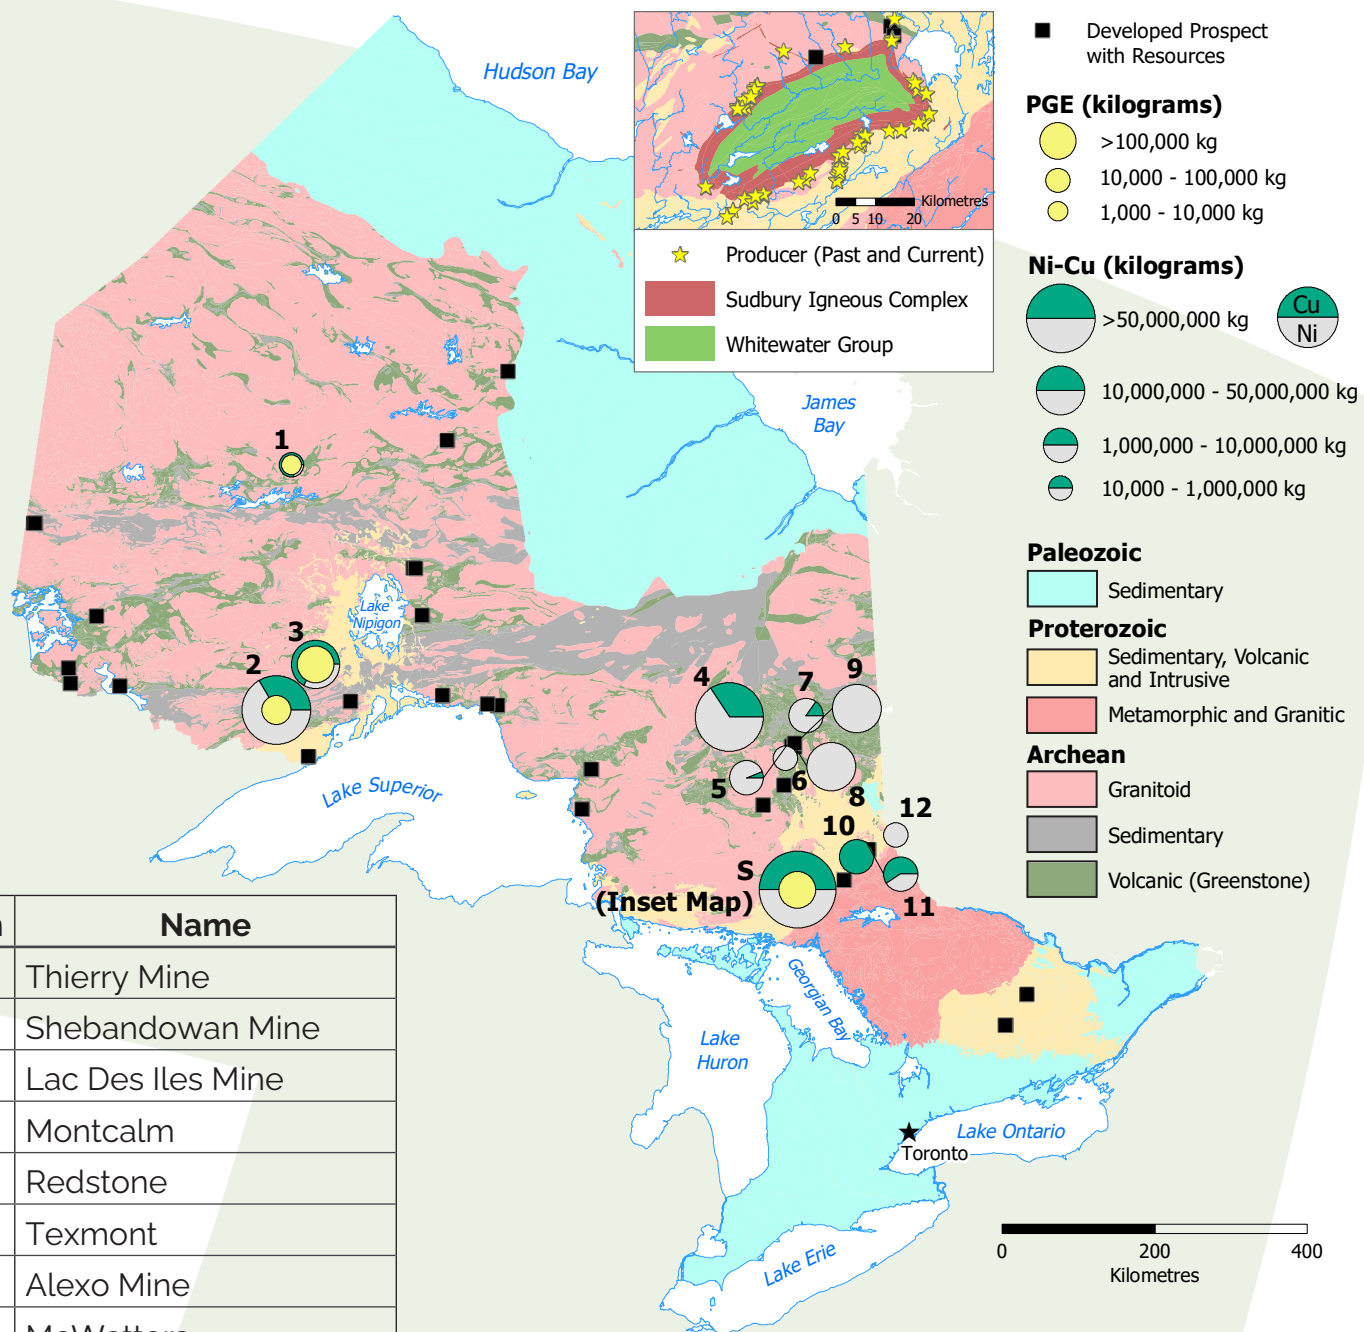 Hudson Bay
James
Bay
Lake
Nipigon
Lake Superior
Lake
Huron
Georgian Bay
Lake Ontario
Toronto
Lake Erie
1
2
3
4
5
6
7
8
9
10
11
12
S
(Inset Map)
Kilometres
0 5 10 20
Producer (Past and Current)
Sudbury Igneous Complex
Whitewater Group
Developed Prospect
with Resources
PGE (kilograms)
>100,000 kg
10,000 - 100,000 kg
1,000 - 10,000 kg
Ni-Cu (kilograms)
>50,000,000 kg
Cu
Ni
10,000,000 - 50,000,000 kg
1,000,000 - 10,000,000 kg
10,000 - 1,000,000 kg
Paleozoic
Sedimentary
Proterozoic
Sedimentary, Volcanic
and Intrusive
Metamorphic and Granitic
Archean
Granitoid
Sedimentary
Volcanic (Greenstone)
0 200 400
Kilometres
Name
Thierry Mine
Shebandowan Mine
Lac Des Iles Mine
Montcalm
Redstone
Texmont
Alexo Mine